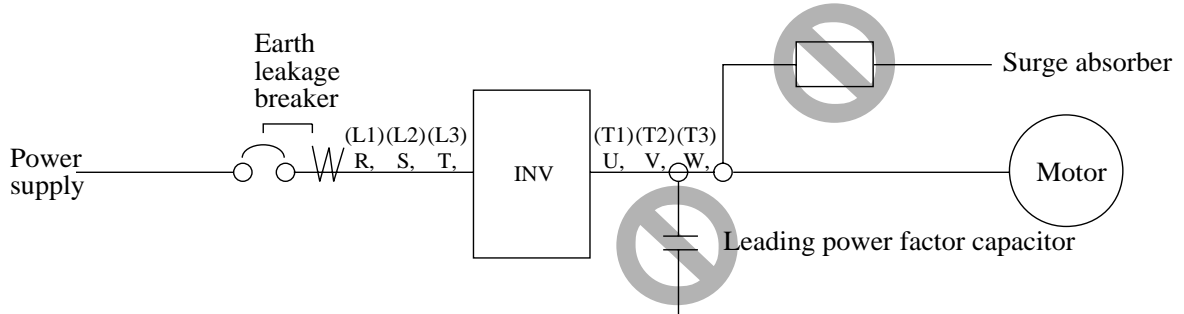 Earth
leakage
breaker
Surge absorber
(L1) (L2) (L3)
R, S, T,
(T1) (T2) (T3)
U, V, W,
Power
supply
INV
Motor
Leading power factor capacitor